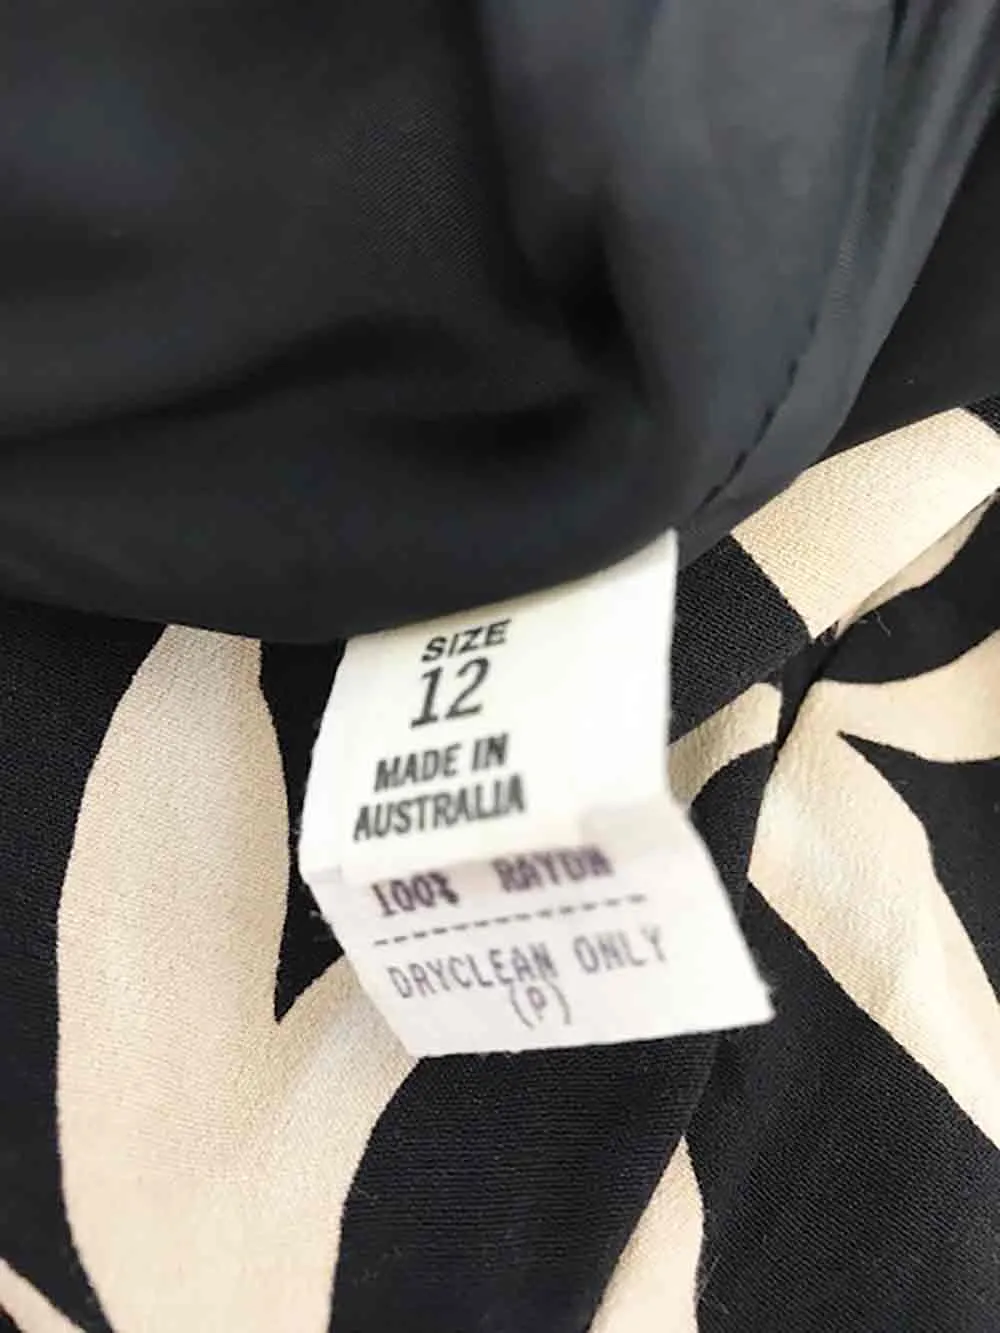 SIZE
12
MADE IN
AUSTRALIA
100% RAYON
DRYCLEAN ONLY
(P)